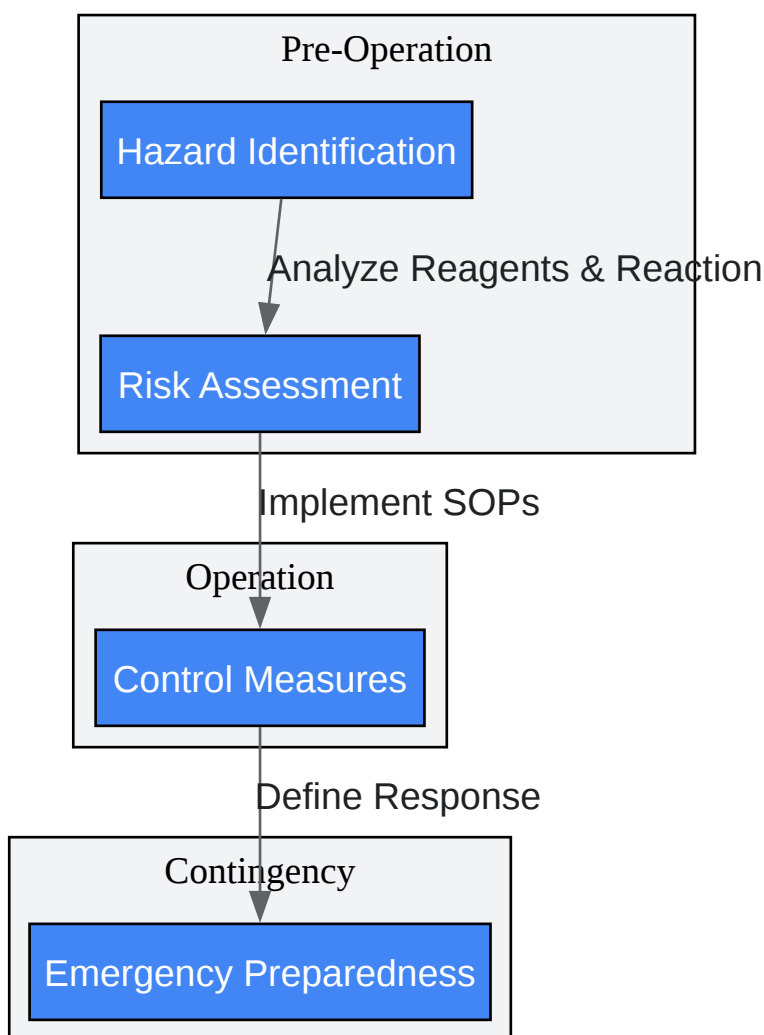 Pre-Operation
Hazard Identification
Analyze Reagents & Reaction
Risk Assessment
Implement SOPs
Operation
Control Measures
Define Response
Contingency
Emergency Preparedness